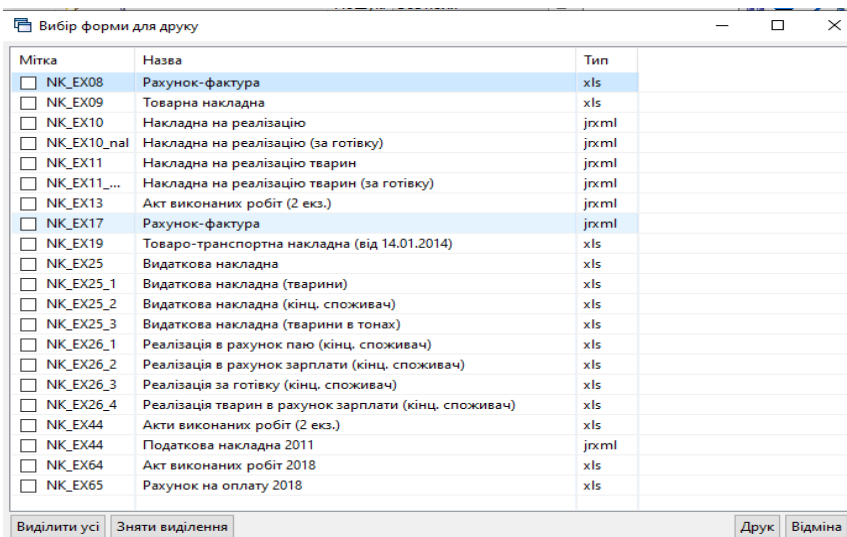 Вибір форми для друку
Мітка Назва Тип
NK_EX08 Рахунок-фактура xls
NK_EX09 Товарна накладна xls
NK_EX10 Накладна на реалізацію jrxml
NK_EX10_nal Накладна на реалізацію (за готівку) jrxml
NK_EX11 Накладна на реалізацію тварин jrxml
NK_EX11_... Накладна на реалізацію тварин (за готівку) jrxml
NK_EX13 Акт виконаних робіт (2 екз.) jrxml
NK_EX17 Рахунок-фактура jrxml
NK_EX19 Товаро-транспортна накладна (від 14.01.2014) xls
NK_EX25 Видаткова накладна xls
NK_EX25_1 Видаткова накладна (тварини) xls
NK_EX25_2 Видаткова накладна (кінц. споживач) xls
NK_EX25_3 Видаткова накладна (тварини в тонах) xls
NK_EX26_1 Реалізація в рахунок паю (кінц. споживач) xls
NK_EX26_2 Реалізація в рахунок зарплати (кінц. споживач) xls
NK_EX26_3 Реалізація за готівку (кінц. споживач) xls
NK_EX26_4 Реалізація тварин в рахунок зарплати (кінц. споживач) xls
NK_EX44 Акти виконаних робіт (2 екз.) xls
NK_EX44 Податкова накладна 2011 jrxml
NK_EX64 Акт виконаних робіт 2018 xls
NK_EX65 Рахунок на оплату 2018 xls
Виділити усі Зняти виділення Друк Відміна